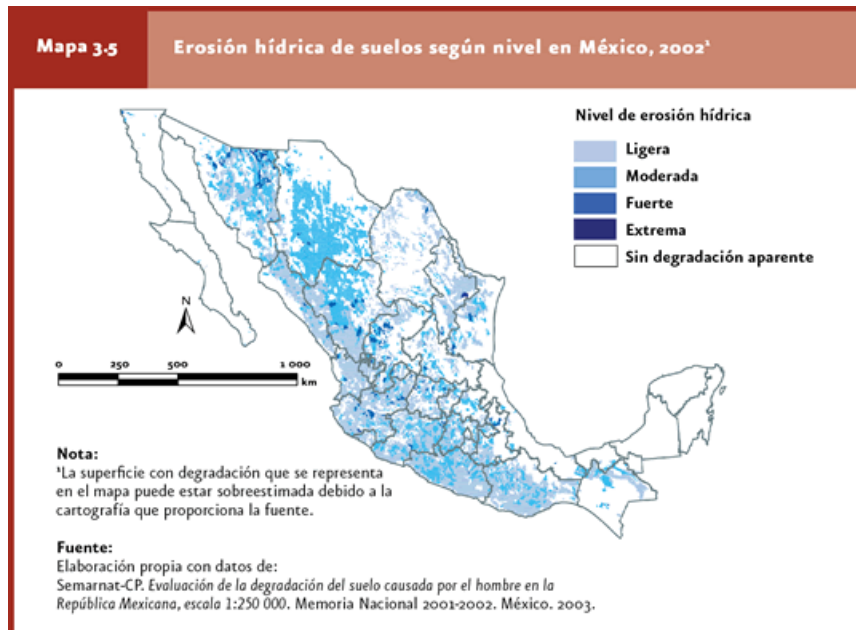 Mapa 3.5
Erosión hídrica de suelos según nivel en México, 2002¹
Nivel de erosión hídrica
Ligera
Moderada
Fuerte
Extrema
Sin degradación aparente
N
0 250 500 1 000
km
Nota:
¹La superficie con degradación que se representa
en el mapa puede estar sobreestimada debido a la
cartografía que proporciona la fuente.
Fuente:
Elaboración propia con datos de:
Semarnat-CP. Evaluación de la degradación del suelo causada por el hombre en la
República Mexicana, escala 1:250 000. Memoria Nacional 2001-2002. México. 2003.